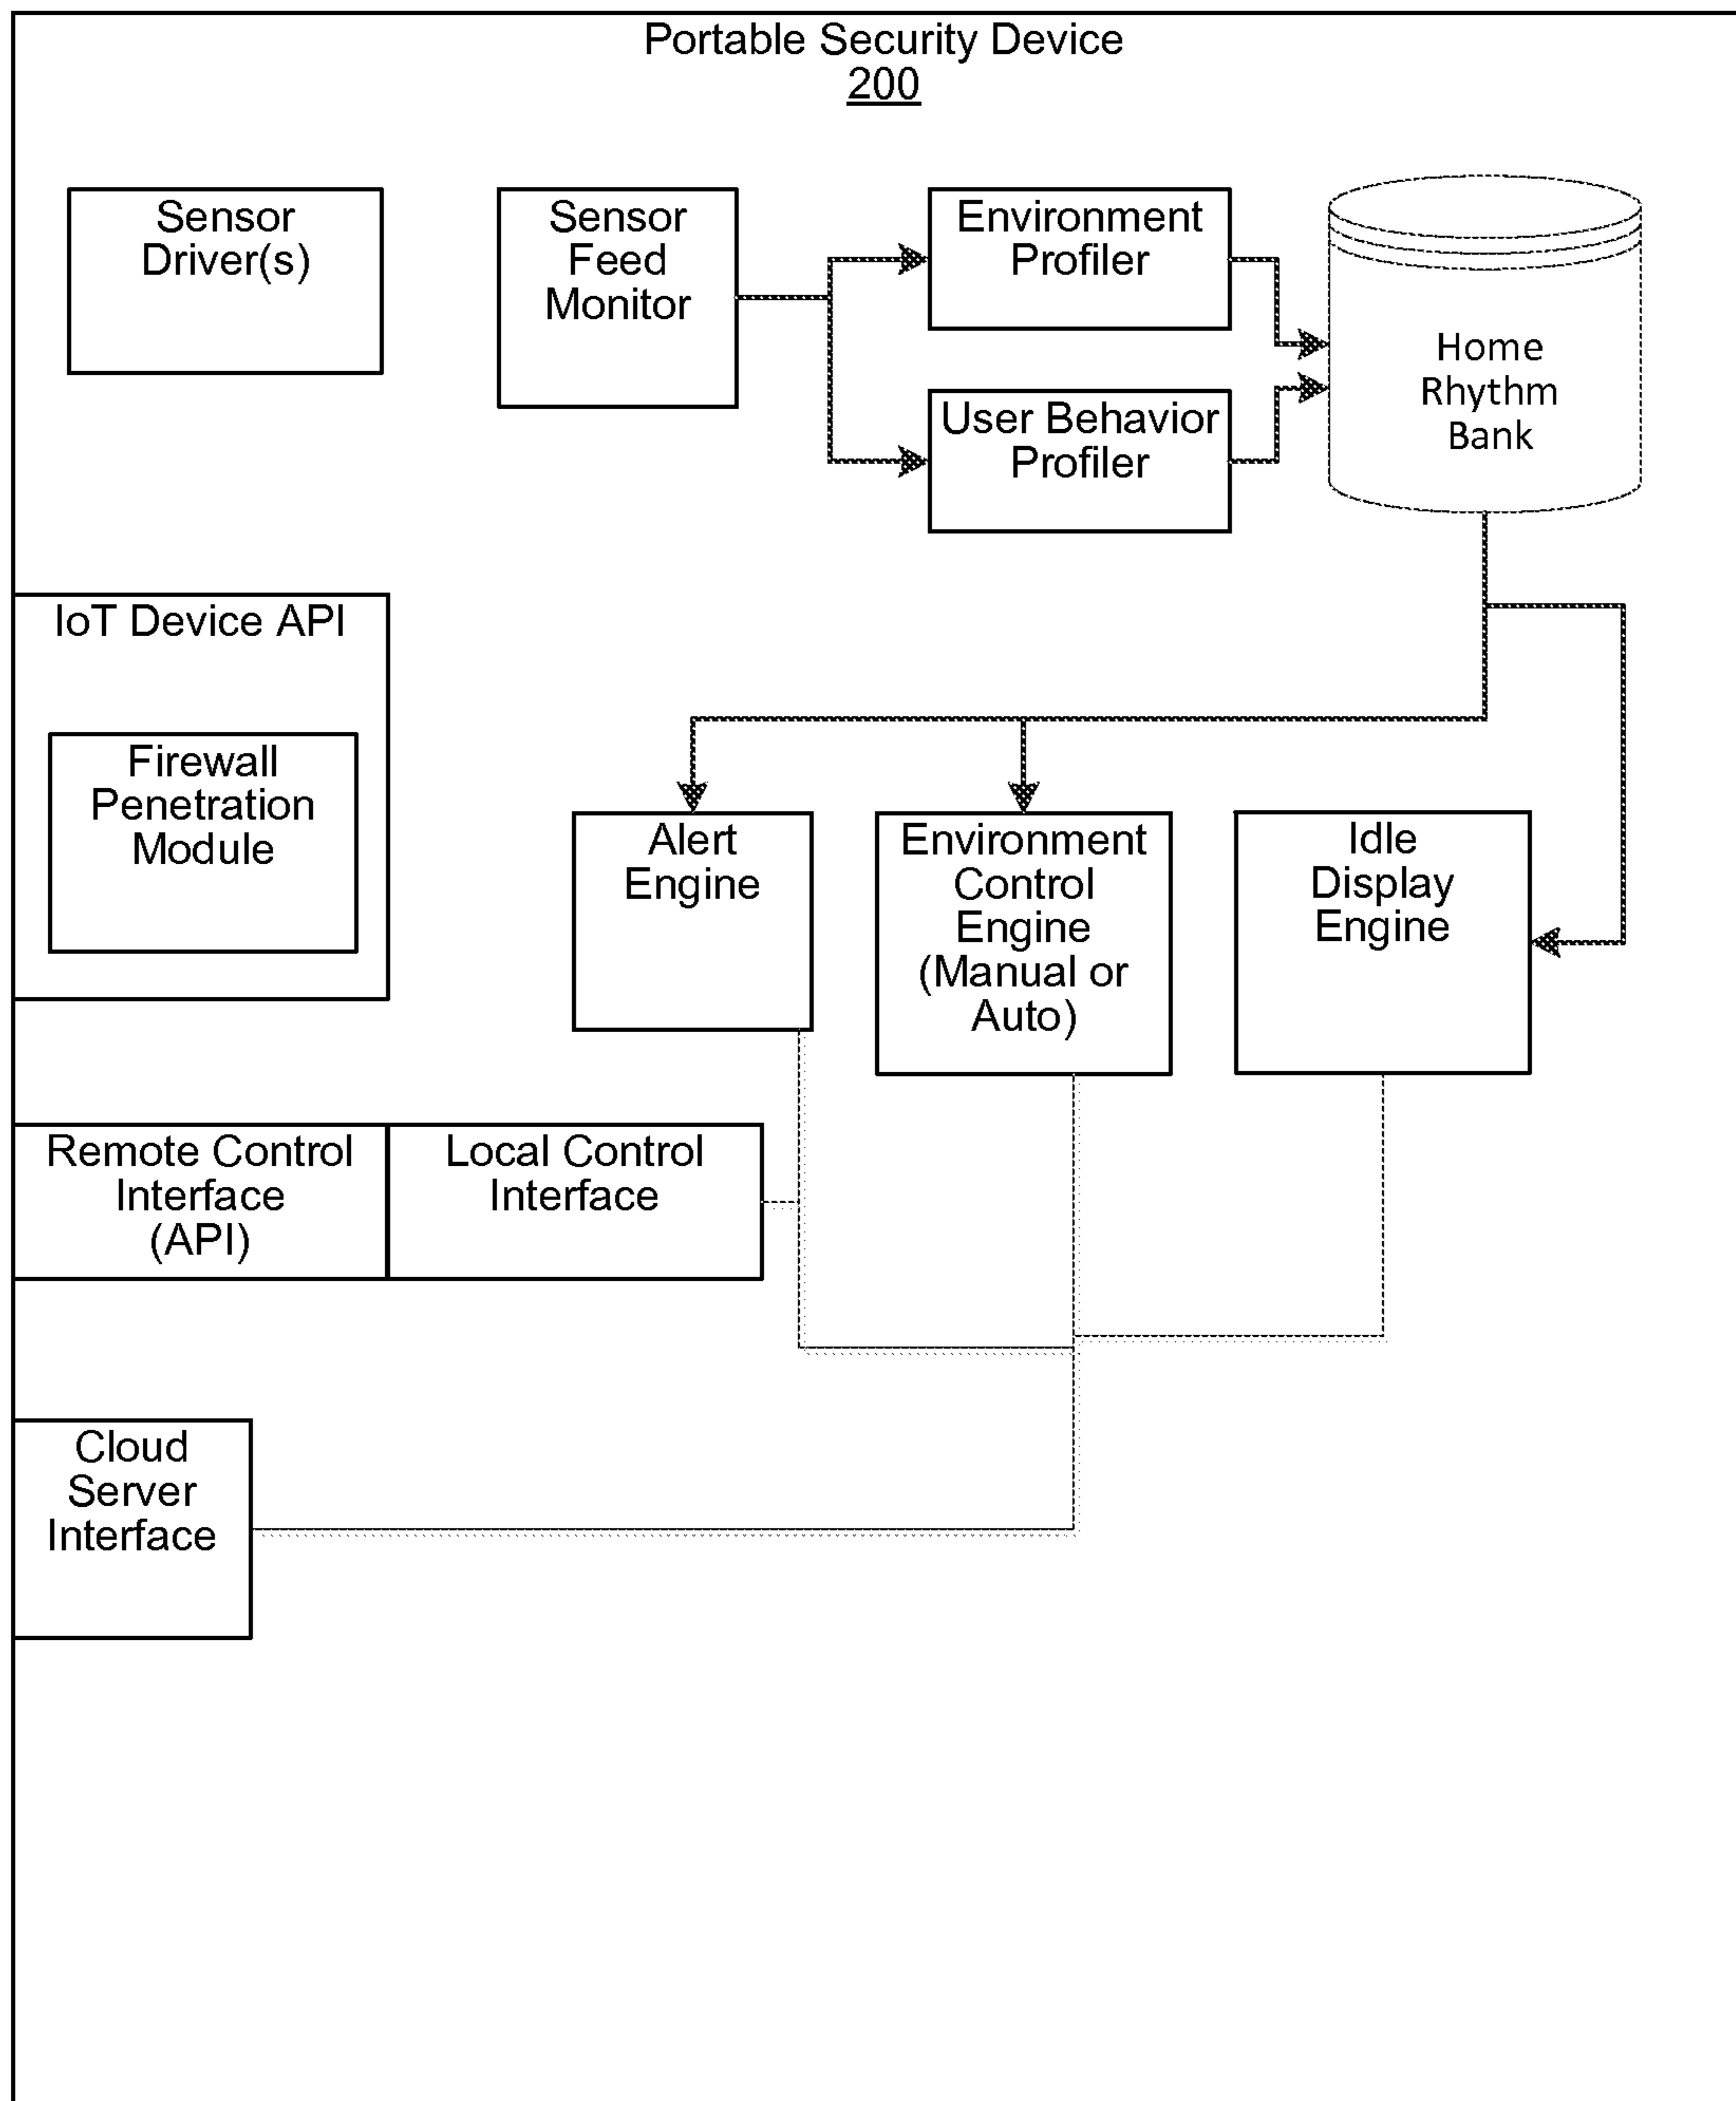 Portable Security Device
200
Sensor
Driver(s)
Sensor
Feed
Monitor
Environment
Profiler
User Behavior
Profiler
Home
Rhythm
Bank
IoT Device API
Firewall
Penetration
Module
Alert
Engine
Environment
Control
Engine
(Manual or
Auto)
Idle
Display
Engine
Remote Control
Interface
(API)
Local Control
Interface
Cloud
Server
Interface